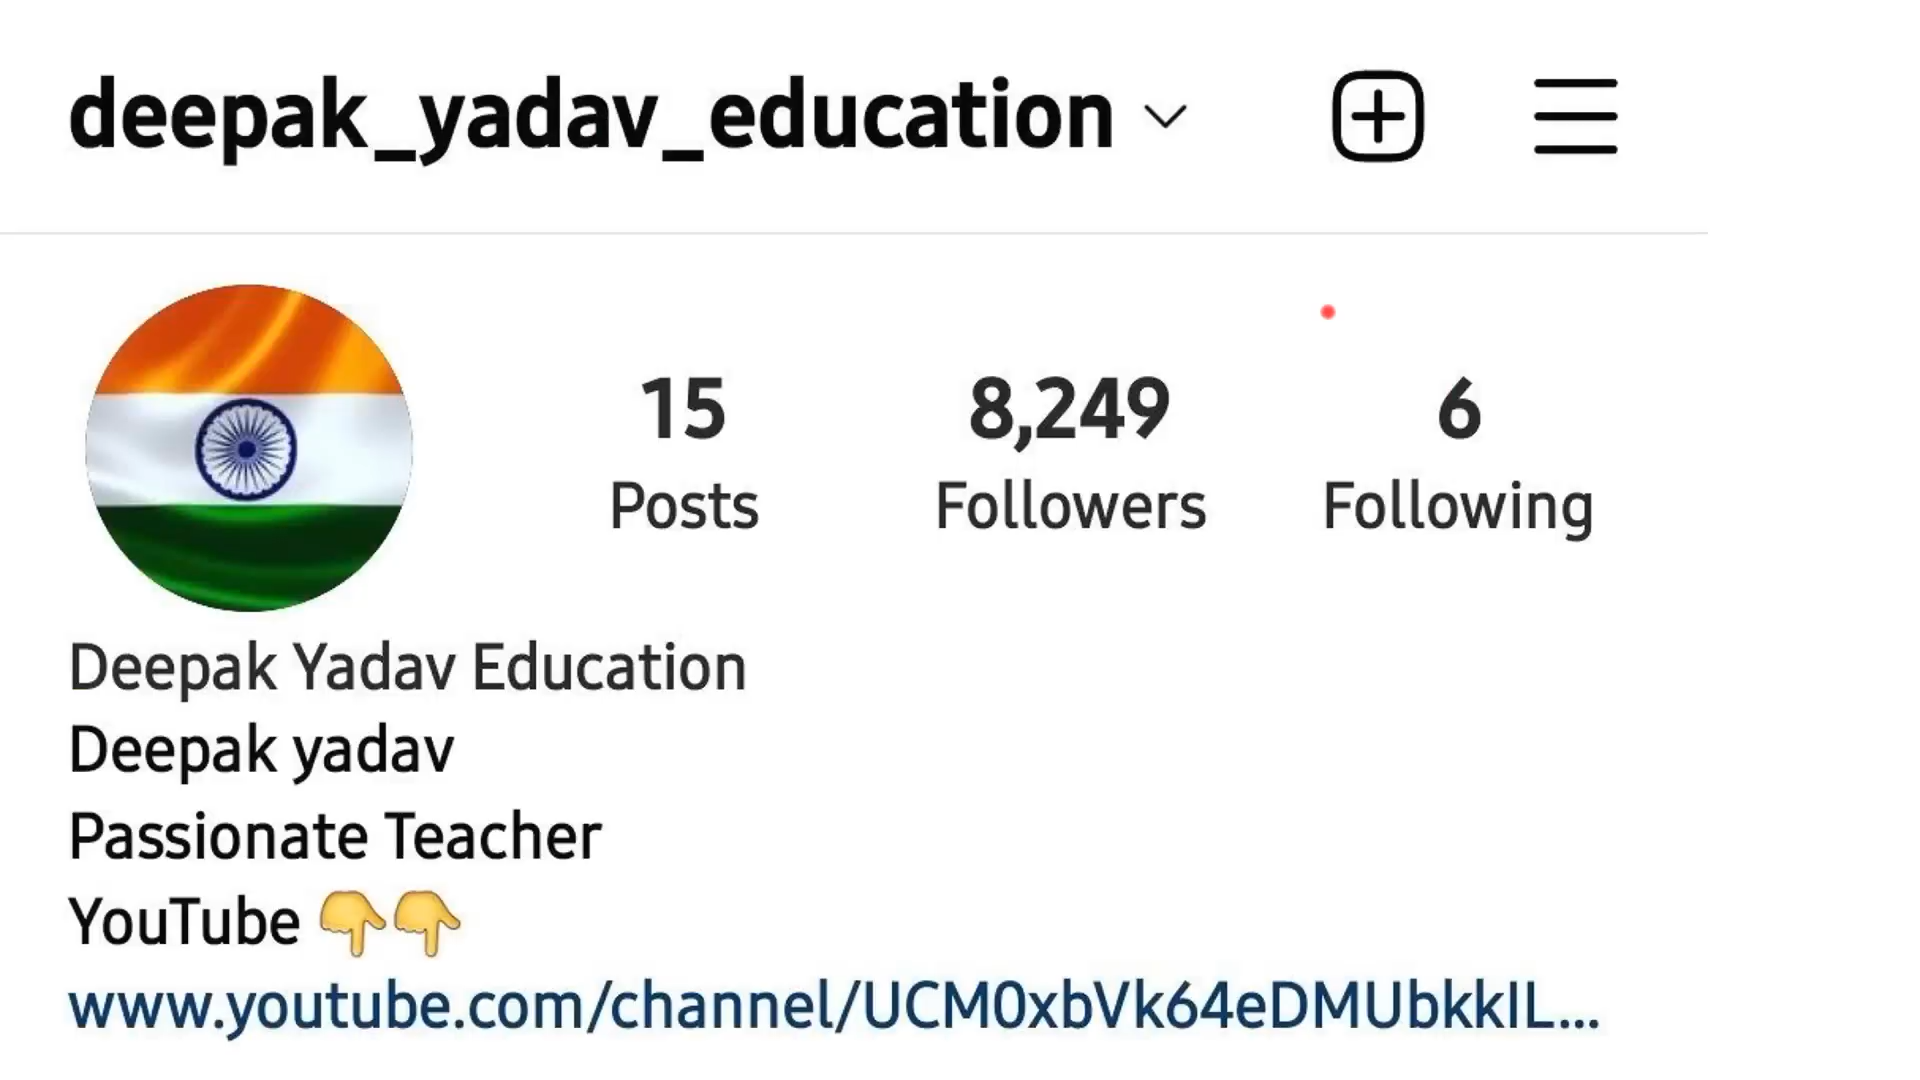 deepak_yadav_education
15 8,249 6
Posts Followers Following
Deepak Yadav Education
Deepak yadav
Passionate Teacher
YouTube 👇👇
www.youtube.com/channel/UCM0xbVk64eDMUbkkIL...